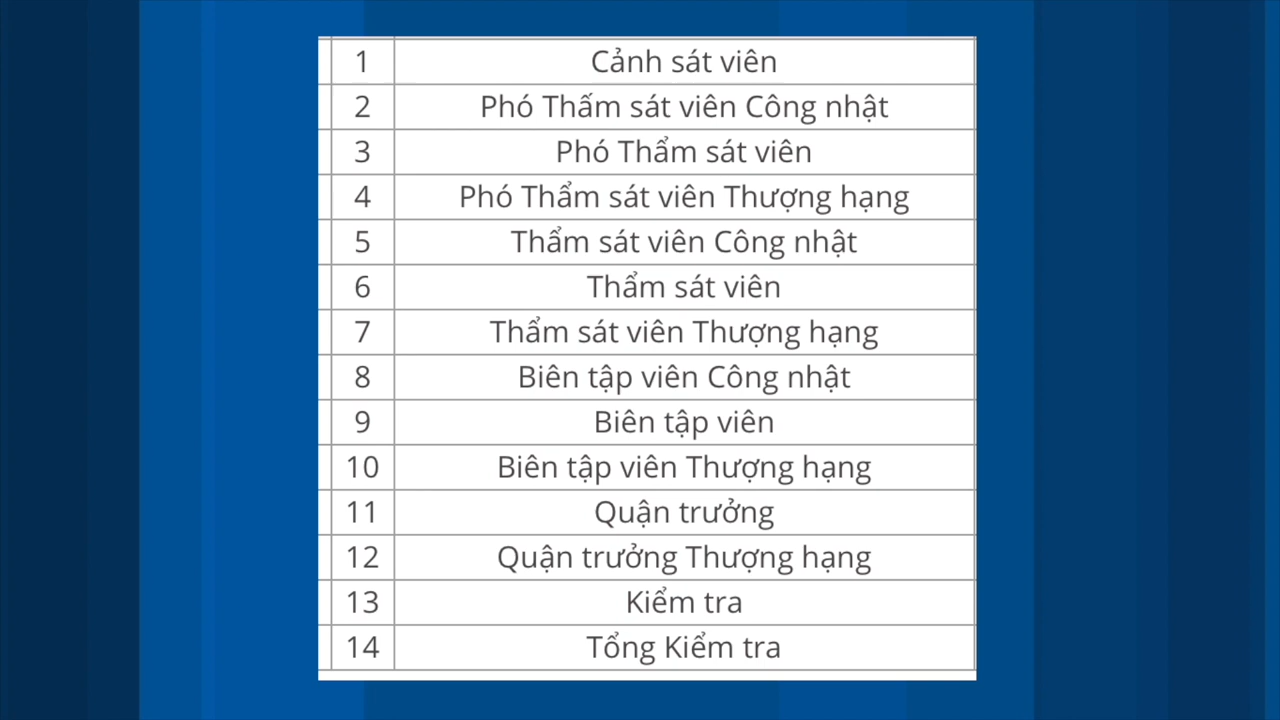 1 Cảnh sát viên
2 Phó Thấm sát viên Công nhật
3 Phó Thẩm sát viên
4 Phó Thẩm sát viên Thượng hạng
5 Thẩm sát viên Công nhật
6 Thẩm sát viên
7 Thẩm sát viên Thượng hạng
8 Biên tập viên Công nhật
9 Biên tập viên
10 Biên tập viên Thượng hạng
11 Quận trưởng
12 Quận trưởng Thượng hạng
13 Kiểm tra
14 Tổng Kiểm tra